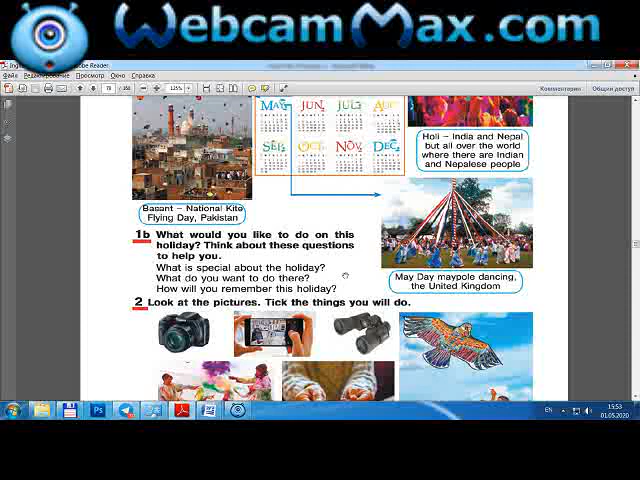 WebcamMax.com
Adobe Reader
Файл Редактирование Просмотр Окно Справка
78 / 168
125%
Комментарии
Общий доступ
MAY JUN JUL AUG
SEP OCT NOV DEC
Holi – India and Nepal
but all over the world
where there are Indian
and Nepalese people
Basant – National Kite
Flying Day, Pakistan
May Day maypole dancing,
the United Kingdom
1b What would you like to do on this
holiday? Think about these questions
to help you.
What is special about the holiday?
What do you want to do there?
How will you remember this holiday?
2 Look at the pictures. Tick the things you will do.
EN
15:53
01.05.2020